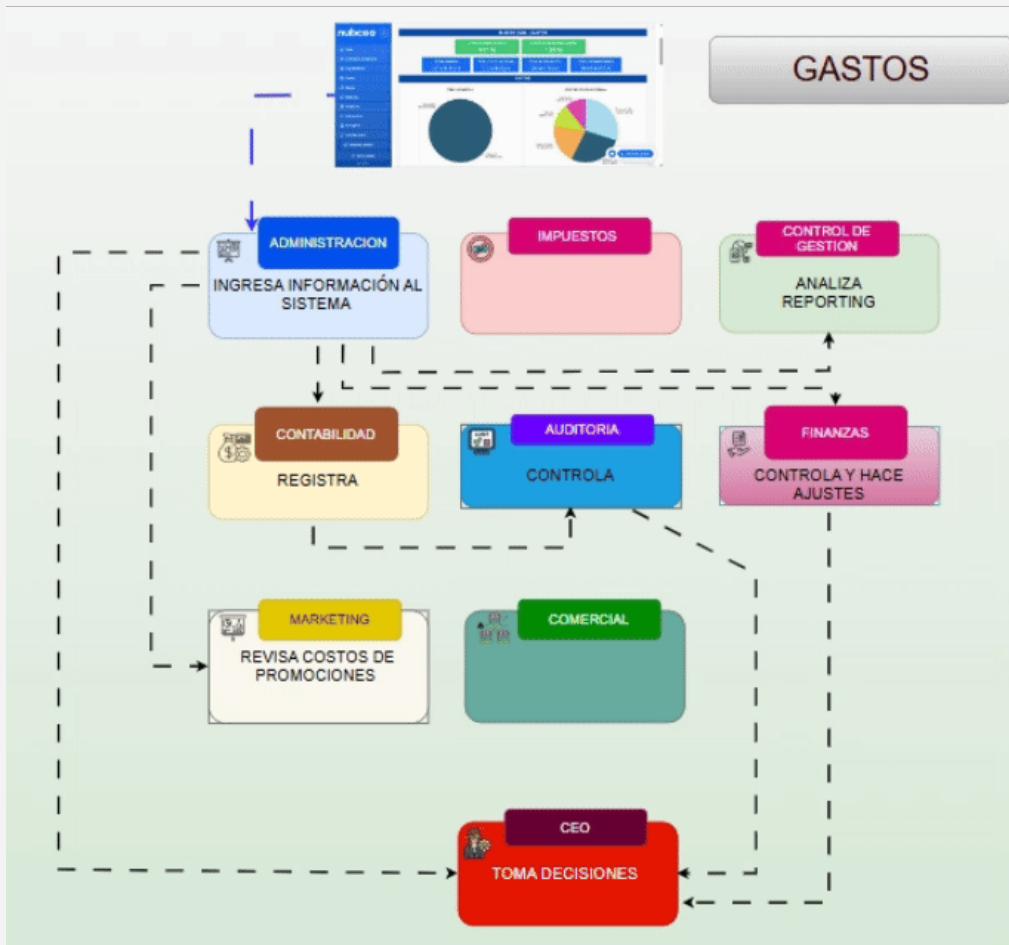 nubceo
GASTOS
ADMINISTRACION
INGRESA INFORMACIÓN AL
SISTEMA
IMPUESTOS
CONTROL DE
GESTION
ANALIZA
REPORTING
CONTABILIDAD
REGISTRA
AUDITORIA
CONTROLA
FINANZAS
CONTROLA Y HACE
AJUSTES
MARKETING
REVISA COSTOS DE
PROMOCIONES
COMERCIAL
CEO
TOMA DECISIONES